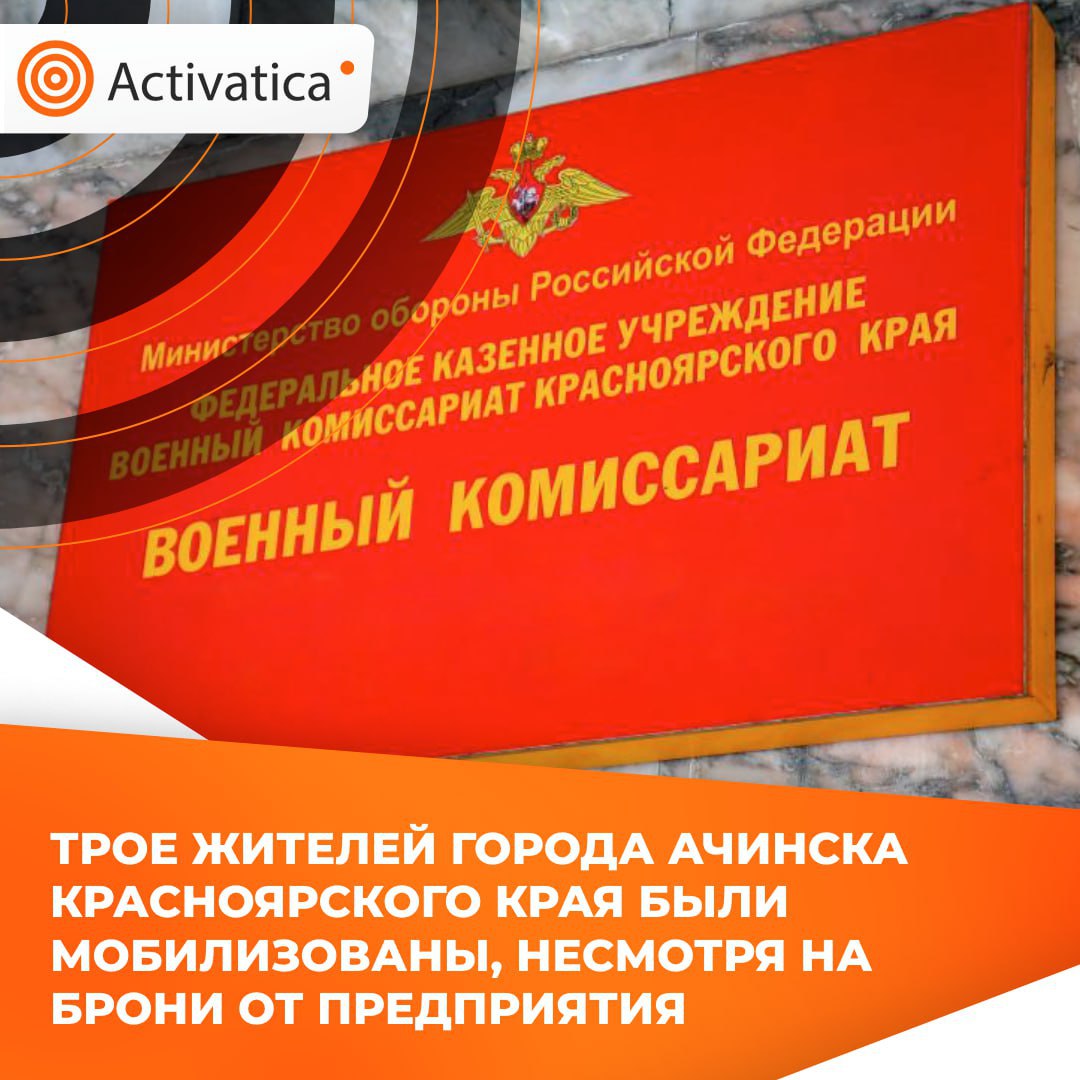 Activatica
Министерство обороны Российской Федерации
ФЕДЕРАЛЬНОЕ КАЗЕННОЕ УЧРЕЖДЕНИЕ
ВОЕННЫЙ КОМИССАРИАТ КРАСНОЯРСКОГО КРАЯ
ВОЕННЫЙ КОМИССАРИАТ
ТРОЕ ЖИТЕЛЕЙ ГОРОДА АЧИНСКА
КРАСНОЯРСКОГО КРАЯ БЫЛИ
МОБИЛИЗОВАНЫ, НЕСМОТРЯ НА
БРОНИ ОТ ПРЕДПРИЯТИЯ